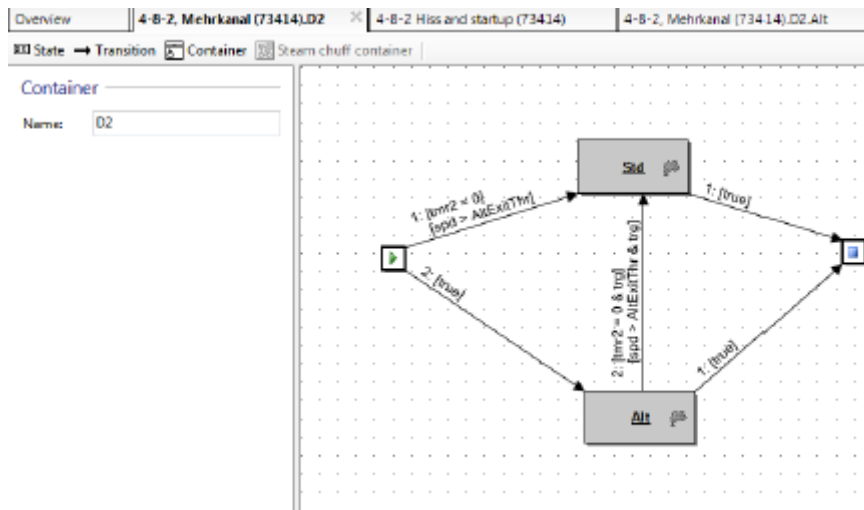 Overview
4-8-2, Mehrkanal (73414).D2
4-8-2 Hiss and startup (73414)
4-8-2, Mehrkanal (73414).D2.Alt
State
Transition
Container
Steam chuff container
Container
Name:
D2
Std
1: [tmr2 = 0]
[spd > AltExitThr]
1: [true]
2: [true]
2: [tmr2 = 0 & trg]
[spd > AltExitThr & trg]
1: [true]
Alt